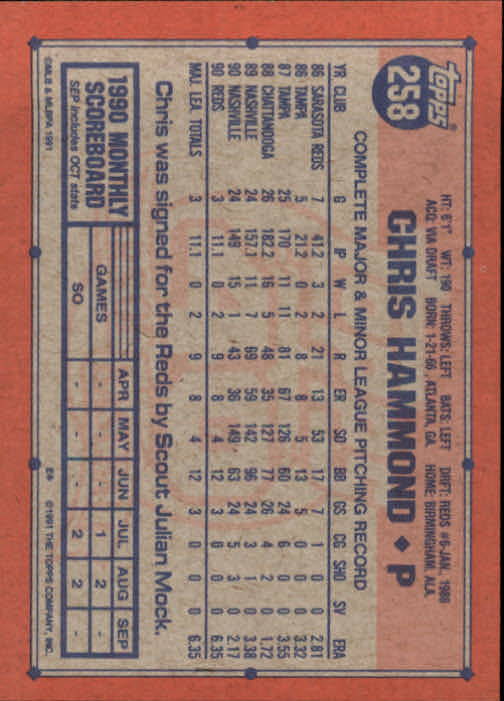 Topps®
258
CHRIS HAMMOND ◆ P
HT: 6'1" WT: 190 THROWS: LEFT BATS: LEFT DRFT: REDS #6-JAN, 1986
ACQ: VIA DRAFT BORN: 1-21-66, ATLANTA, GA. HOME: BIRMINGHAM, ALA.
COMPLETE MAJOR & MINOR LEAGUE PITCHING RECORD
YR CLUB G IP W L R ER SO BB GS CG SHO SV ERA
86 SARASOTA REDS 7 41.2 3 2 21 13 53 17 7 1 0 0 2.81
86 TAMPA 5 21.2 0 2 8 8 5 13 5 0 0 0 3.32
87 TAMPA 25 170 11 11 81 67 126 60 24 6 0 0 3.55
88 CHATTANOOGA 26 182.2 16 5 48 35 127 77 26 4 2 0 1.72
89 NASHVILLE 24 157.1 11 7 69 59 142 96 24 3 1 0 3.38
90 NASHVILLE 24 149 15 1 43 36 149 63 24 5 3 0 2.17
90 REDS 3 11.1 0 2 9 8 4 12 3 0 0 0 6.35
MAJ. LEA. TOTALS 3 11.1 0 2 9 8 4 12 3 0 0 0 6.35
Chris was signed for the Reds by Scout Julian Mock.
1990 MONTHLY SCOREBOARD
SEP includes OCT stats
APR MAY JUN JUL AUG SEP
GAMES - - - 1 2 -
SO - - - 2 2 -
©MLB & MLBPA 1991
E* ©1991 THE TOPPS COMPANY, INC.